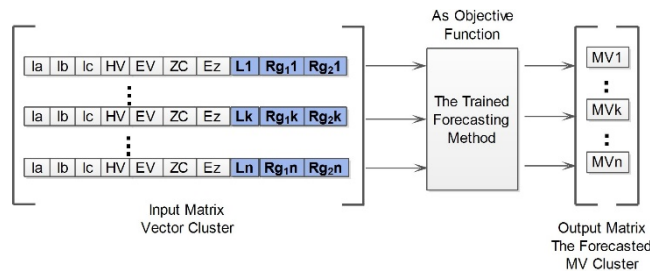 As Objective
Function
Ia Ib Ic HV EV ZC Ez L1 Rg₁1 Rg₂1
MV1
Ia Ib Ic HV EV ZC Ez Lk Rg₁k Rg₂k
The Trained
Forecasting
Method
MVk
Ia Ib Ic HV EV ZC Ez Ln Rg₁n Rg₂n
MVn
Input Matrix
Vector Cluster
Output Matrix
The Forecasted
MV Cluster